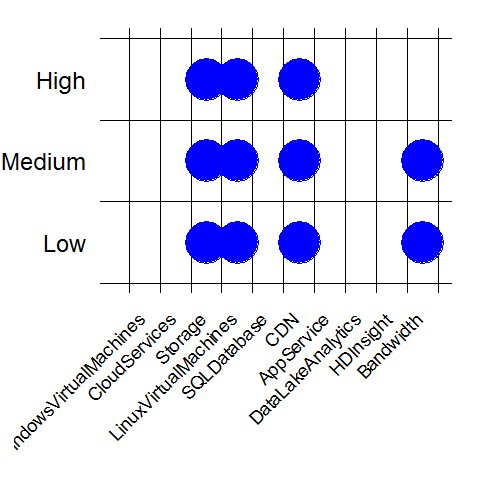 High
Medium
Low
ndowsVirtualMachines
CloudServices
Storage
LinuxVirtualMachines
SQLDatabase
CDN
AppService
DataLakeAnalytics
HDInsight
Bandwidth